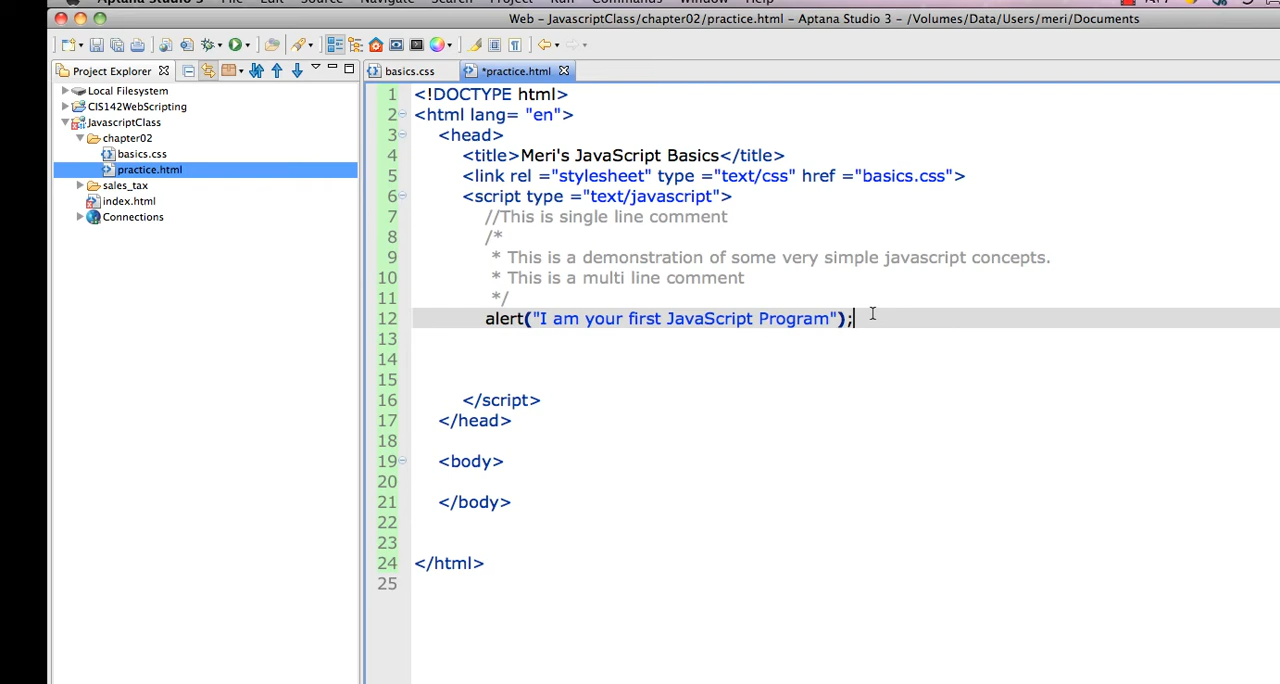 Web - JavascriptClass/chapter02/practice.html - Aptana Studio 3 - /Volumes/Data/Users/meri/Documents
Project Explorer
basics.css
*practice.html
Local Filesystem
CIS142WebScripting
JavascriptClass
chapter02
basics.css
practice.html
sales_tax
index.html
Connections
1 <!DOCTYPE html>
2 <html lang= "en">
3 <head>
4 <title>Meri's JavaScript Basics</title>
5 <link rel ="stylesheet" type ="text/css" href ="basics.css">
6 <script type ="text/javascript">
7 //This is single line comment
8 /*
9 * This is a demonstration of some very simple javascript concepts.
10 * This is a multi line comment
11 */
12 alert("I am your first JavaScript Program");
13
14
15
16 </script>
17 </head>
18
19 <body>
20
21 </body>
22
23
24 </html>
25